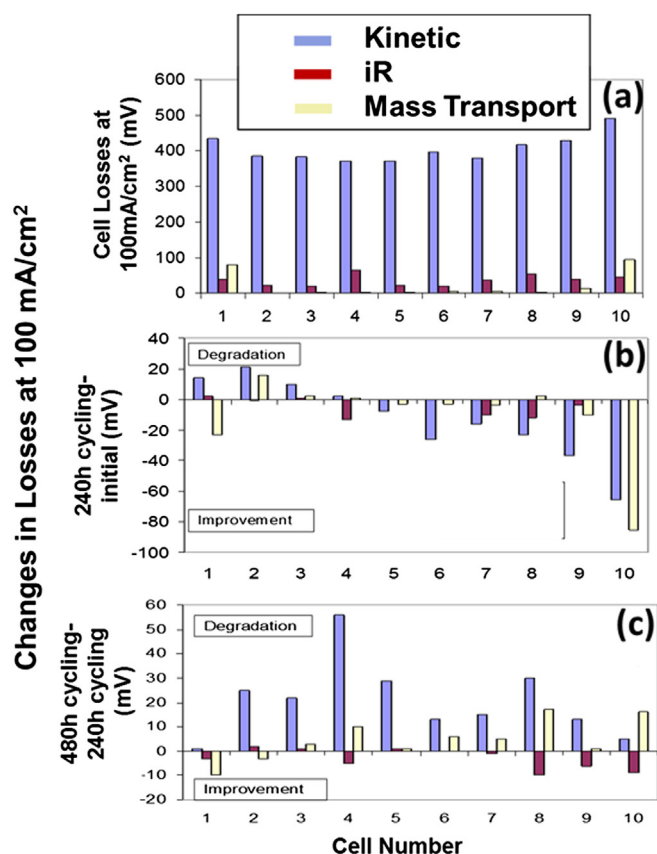 Kinetic
iR
Mass Transport
(a)
Cell Losses at
100mA/cm²
(mV)
600
500
400
300
200
100
0
1 2 3 4 5 6 7 8 9 10
Changes in Losses at 100 mA/cm²
(b)
Degradation
240h cycling-
initial (mV)
40
20
0
-20
-40
-60
-80
-100
Improvement
1 2 3 4 5 6 7 8 9 10
(c)
Degradation
480h cycling-
240h cycling
(mV)
60
50
40
30
20
10
0
-10
-20
Improvement
1 2 3 4 5 6 7 8 9 10
Cell Number